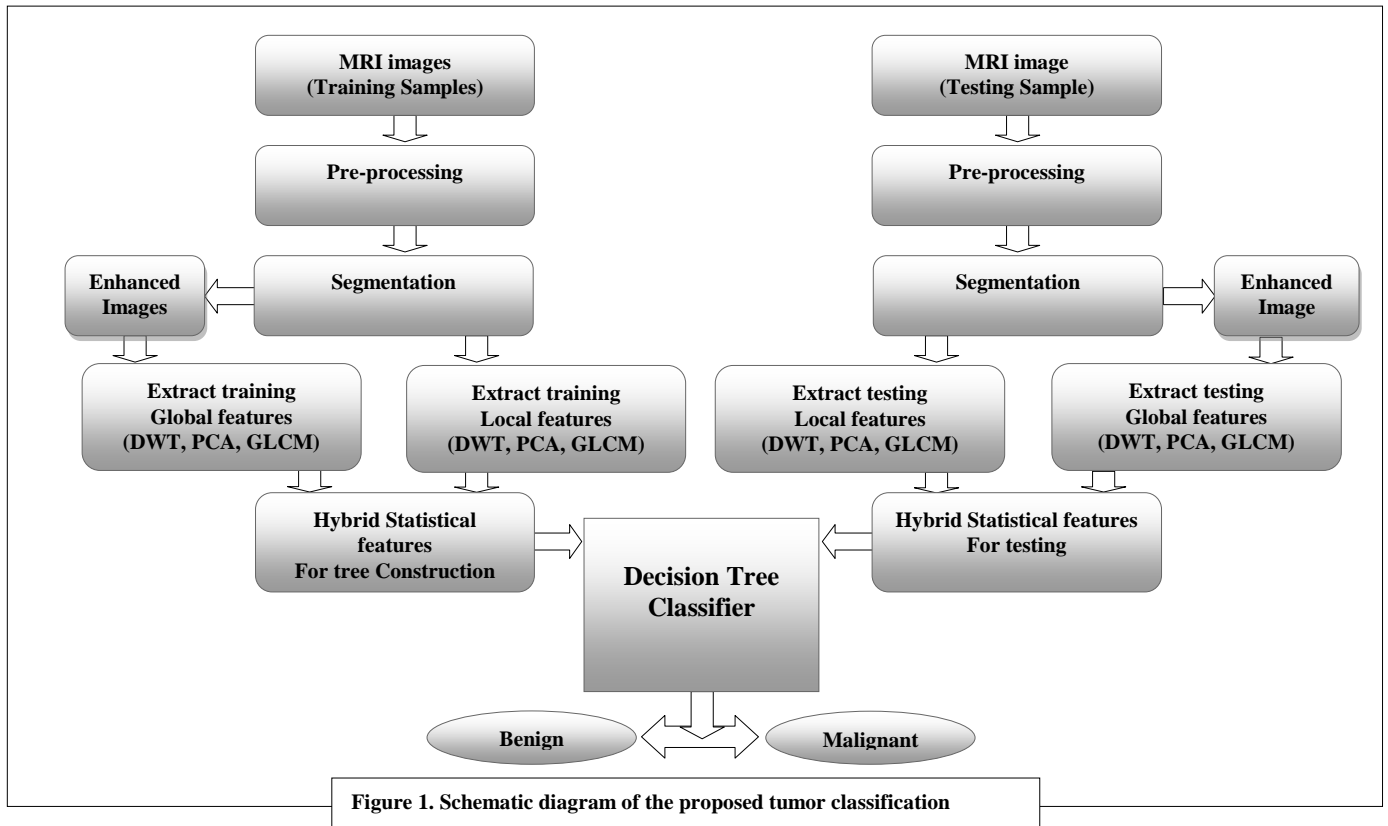 MRI images
(Training Samples)
Pre-processing
Segmentation
Enhanced
Images
Extract training
Global features
(DWT, PCA, GLCM)
Extract training
Local features
(DWT, PCA, GLCM)
Hybrid Statistical
features
For tree Construction
MRI image
(Testing Sample)
Pre-processing
Segmentation
Enhanced
Image
Extract testing
Local features
(DWT, PCA, GLCM)
Extract testing
Global features
(DWT, PCA, GLCM)
Hybrid Statistical features
For testing
Decision Tree
Classifier
Benign
Malignant
Figure 1. Schematic diagram of the proposed tumor classification